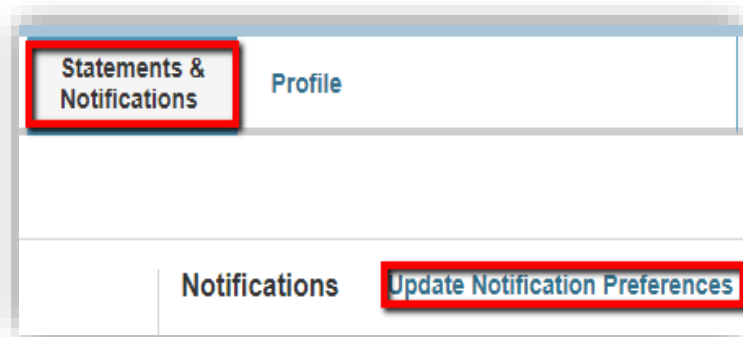 Statements &
Notifications
Profile
Notifications Update Notification Preferences